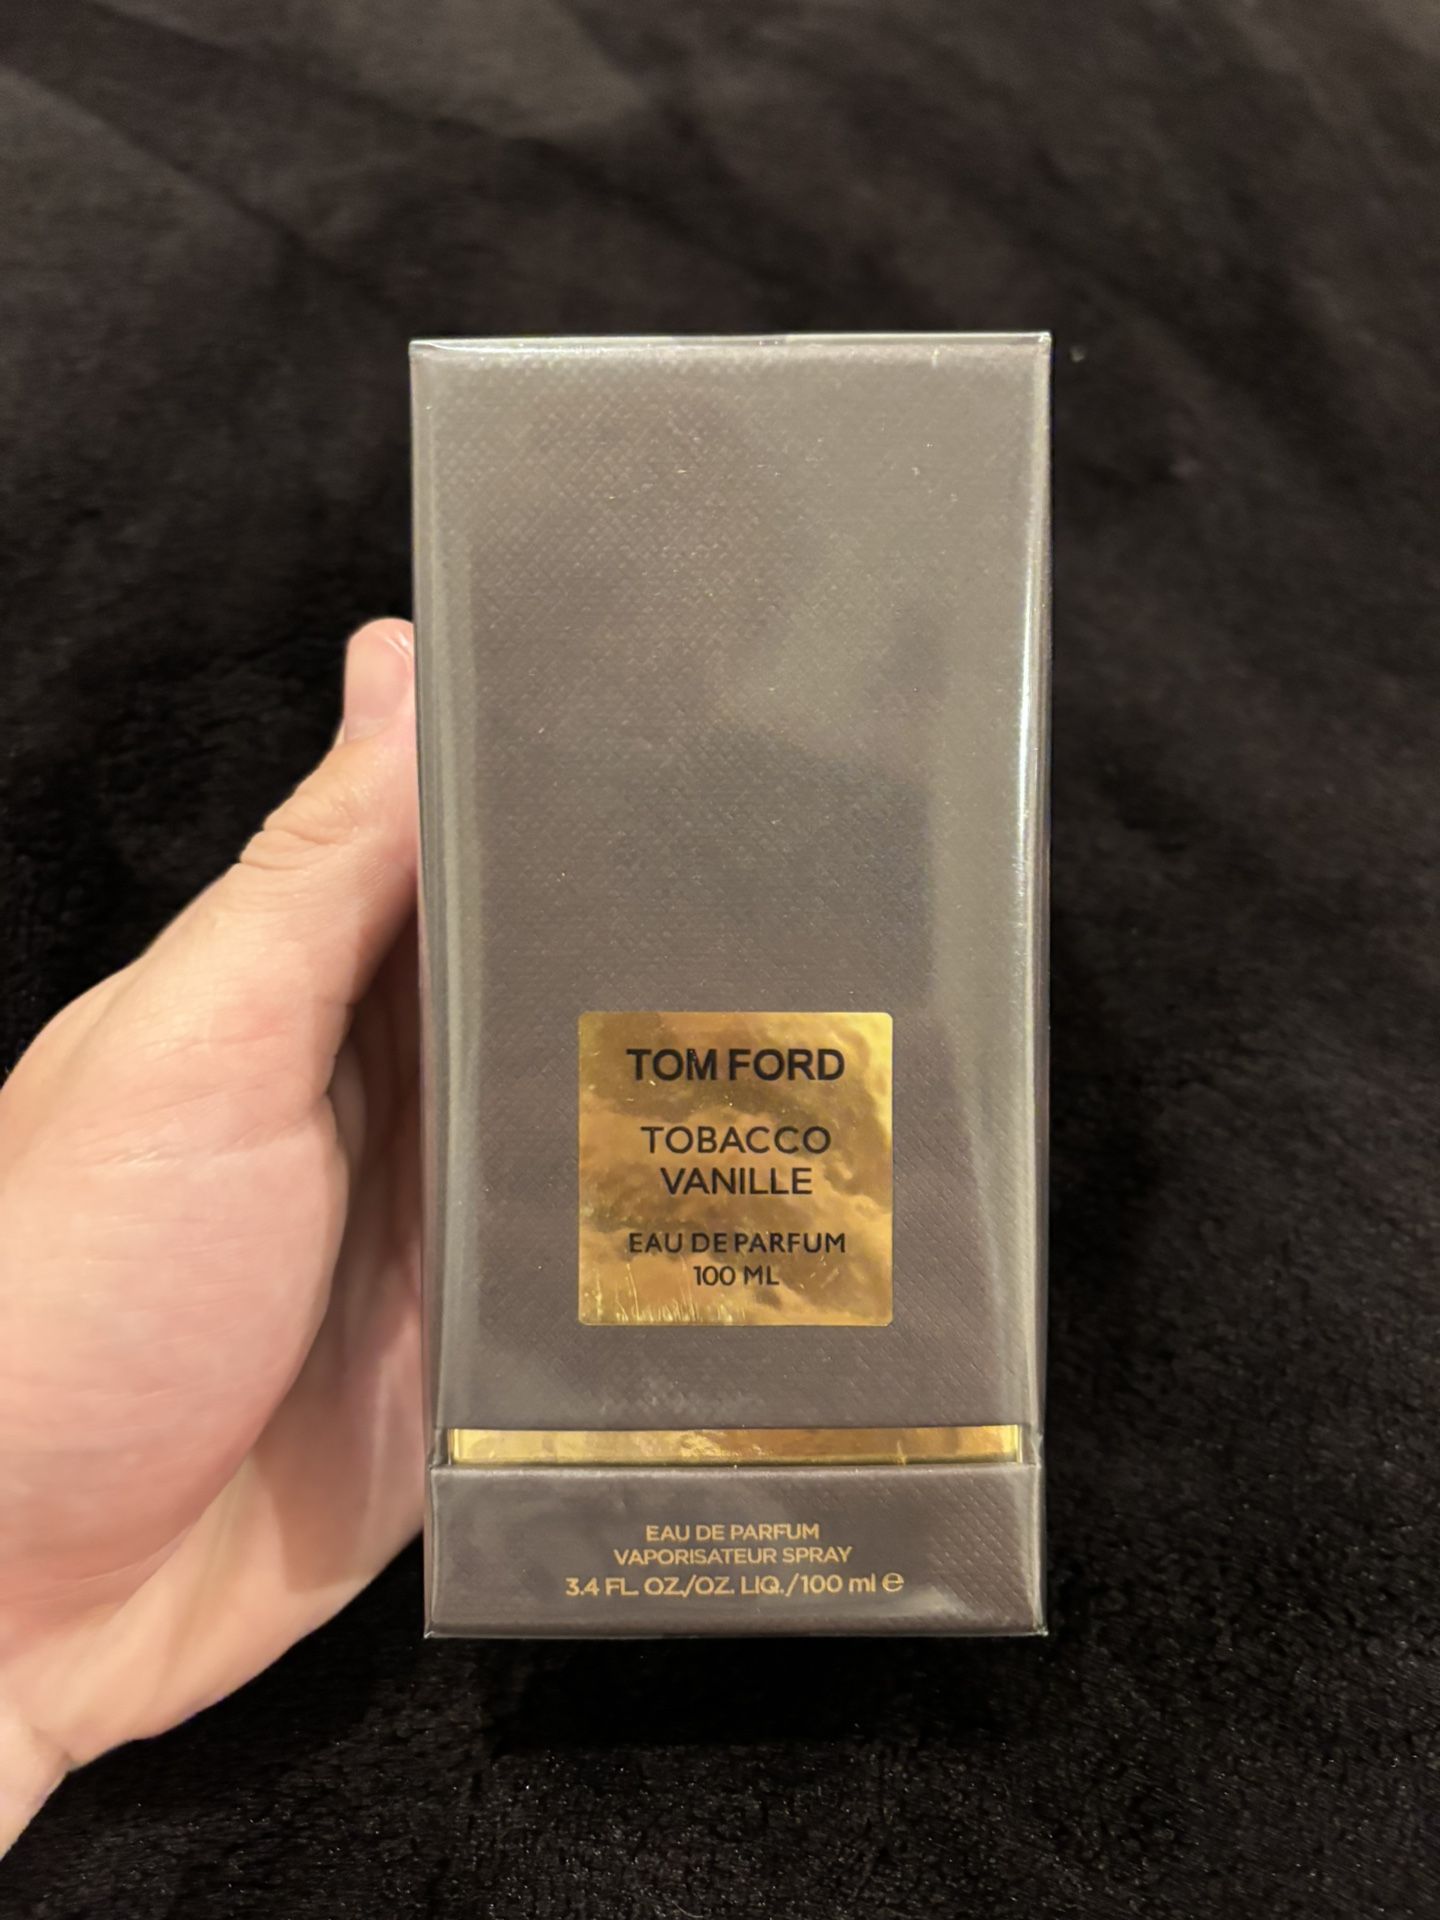 TOM FORD
TOBACCO
VANILLE
EAU DE PARFUM
100 ML
EAU DE PARFUM
VAPORISATEUR SPRAY
3.4 FL. OZ./OZ. LIQ./100 ml ℮